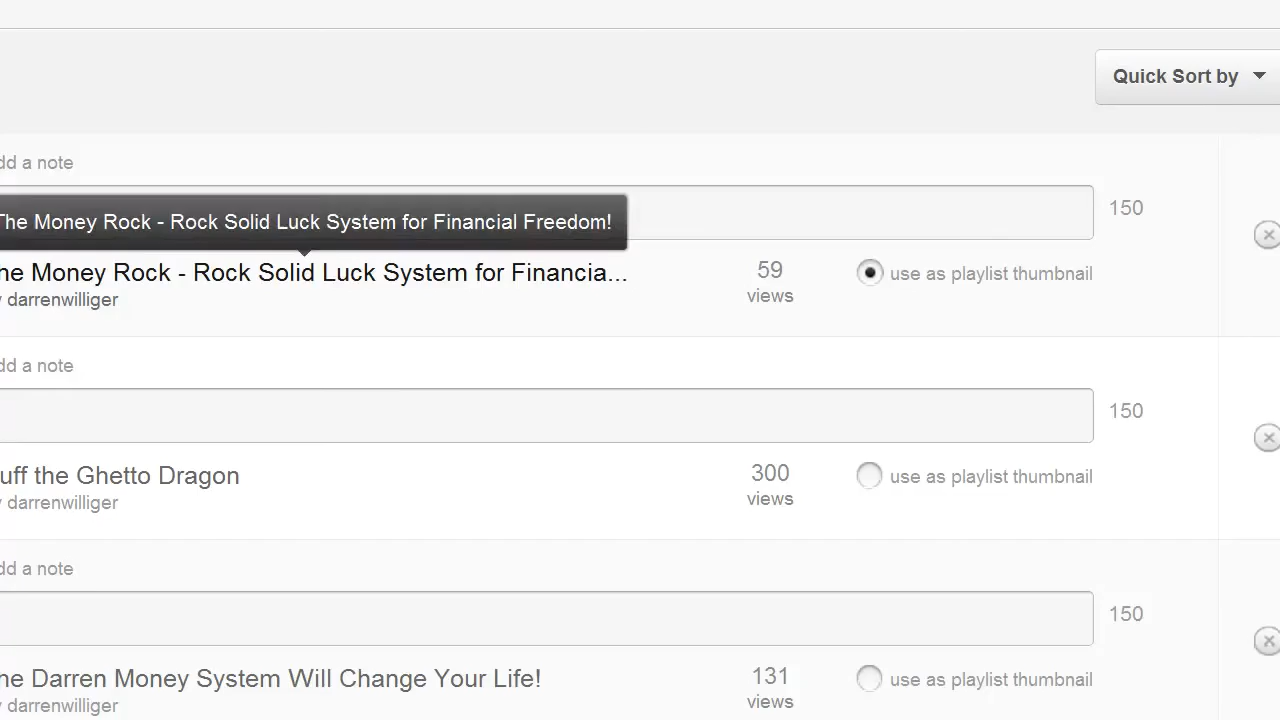 Quick Sort by
dd a note
The Money Rock - Rock Solid Luck System for Financial Freedom!
150
he Money Rock - Rock Solid Luck System for Financia...
59
views
use as playlist thumbnail
y darrenwilliger
dd a note
150
uff the Ghetto Dragon
300
views
use as playlist thumbnail
y darrenwilliger
dd a note
150
he Darren Money System Will Change Your Life!
131
views
use as playlist thumbnail
y darrenwilliger